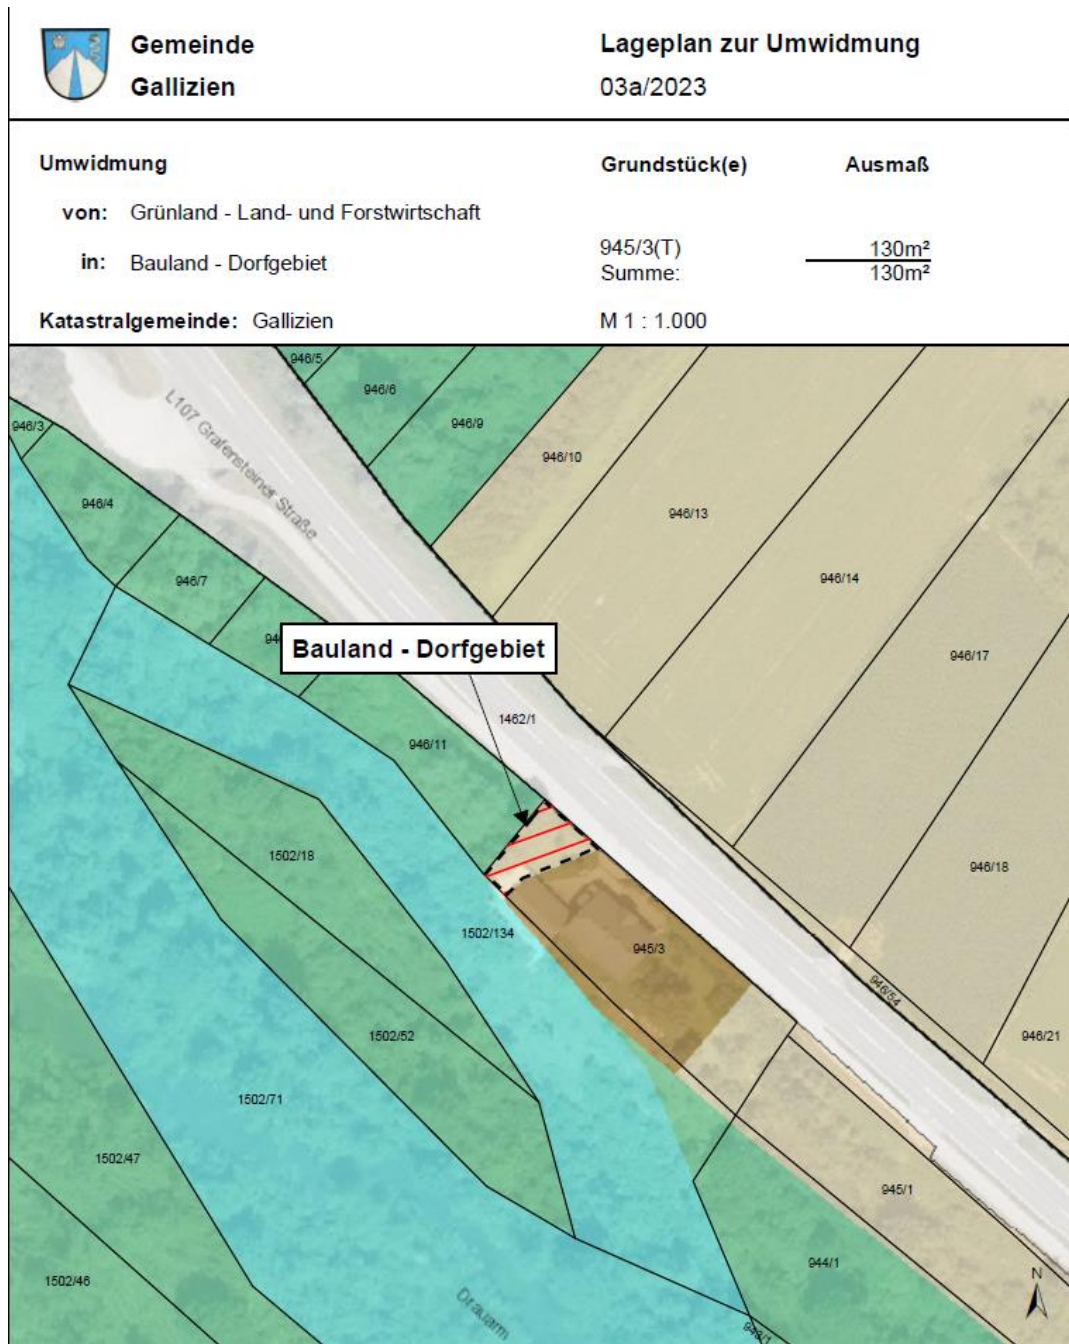 Gemeinde
Gallizien
Lageplan zur Umwidmung
03a/2023
Umwidmung
Grundstück(e)
Ausmaß
von: Grünland - Land- und Forstwirtschaft
in: Bauland - Dorfgebiet
945/3(T)
130m²
Summe:
130m²
Katastralgemeinde: Gallizien
M 1 : 1.000
946/5
946/6
946/9
946/3
L107 Grafensteiner Straße
946/10
946/4
946/13
946/7
946/14
Bauland - Dorfgebiet
946/17
1462/1
946/11
1502/18
946/18
1502/134
945/3
946/54
1502/52
946/21
1502/71
1502/47
945/1
944/1
1502/46
N
Drauarm
943/1